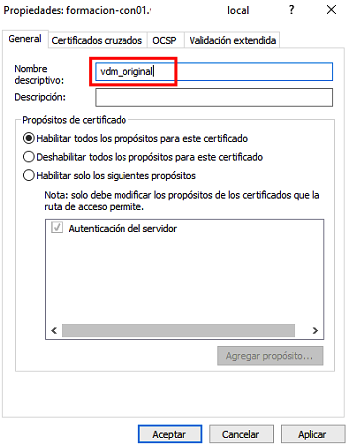 Propiedades: formacion-con01. local
General Certificados cruzados OCSP Validación extendida
Nombre
descriptivo:
vdm_original
Descripción:
Propósitos de certificado
Habilitar todos los propósitos para este certificado
Deshabilitar todos los propósitos para este certificado
Habilitar solo los siguientes propósitos
Nota: solo debe modificar los propósitos de los certificados que la
ruta de acceso permite.
Autenticación del servidor
Agregar propósito...
Aceptar Cancelar Aplicar